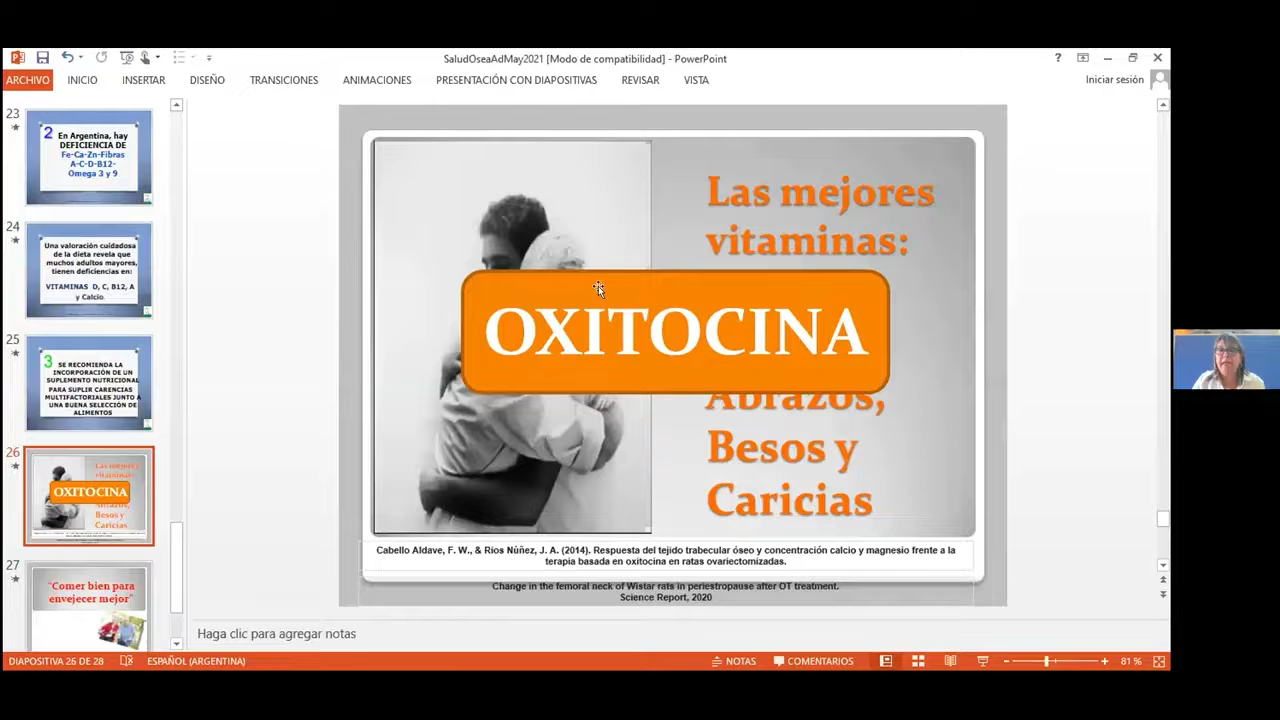 SaludOseaAdMay2021 [Modo de compatibilidad] - PowerPoint
?
ARCHIVO INICIO INSERTAR DISEÑO TRANSICIONES ANIMACIONES PRESENTACIÓN CON DIAPOSITIVAS REVISAR VISTA Iniciar sesión
23
2 En Argentina, hay
DEFICIENCIA DE
Fe-Ca-Zn-Fibras
A-C-D-B12-
Omega 3 y 9
24
Una valoración cuidadosa
de la dieta revela que
muchos adultos mayores,
tienen deficiencias en:
VITAMINAS D, C, B12, A
y Calcio.
25
3 SE RECOMIENDA LA
INCORPORACIÓN DE UN
SUPLEMENTO NUTRICIONAL
PARA SUPLIR CARENCIAS
MULTIFACTORIALES JUNTO A
UNA BUENA SELECCIÓN DE
ALIMENTOS
26
Las mejores
vitaminas:
OXITOCINA
Abrazos,
Besos y
Caricias
27
"Comer bien para
envejecer mejor"
Las mejores
vitaminas:
OXITOCINA
Abrazos,
Besos y
Caricias
Cabello Aldave, F. W., & Rios Núñez, J. A. (2014). Respuesta del tejido trabecular óseo y concentración calcio y magnesio frente a la
terapia basada en oxitocina en ratas ovariectomizadas.
Change in the femoral neck of Wistar rats in periestropause after OT treatment.
Science Report, 2020
Haga clic para agregar notas
DIAPOSITIVA 26 DE 28 ESPAÑOL (ARGENTINA) NOTAS COMENTARIOS 81 %